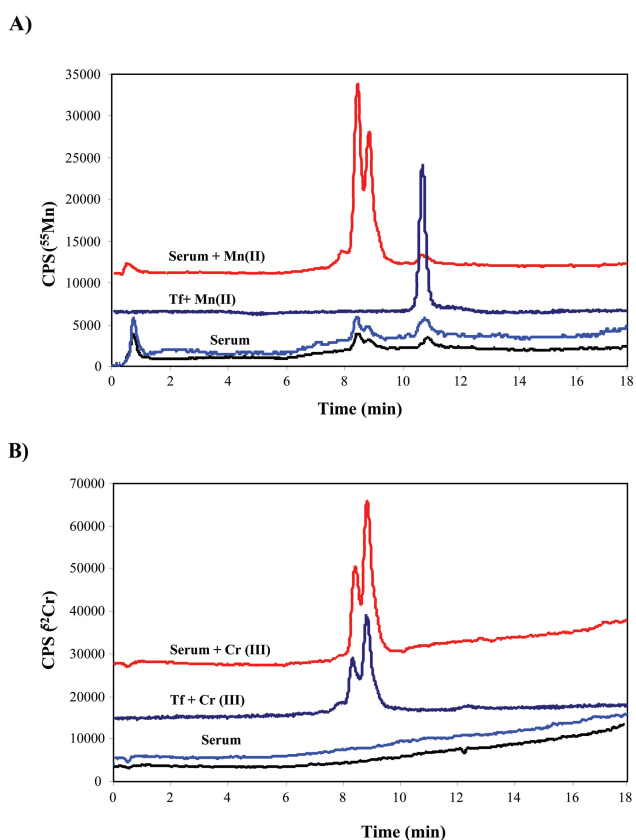 A)
35000
30000
25000
20000
15000
10000
5000
0
CPS (⁵⁵Mn)
Serum + Mn(II)
Tf+ Mn(II)
Serum
0 2 4 6 8 10 12 14 16 18
Time (min)
B)
70000
60000
50000
40000
30000
20000
10000
0
CPS (⁵²Cr)
Serum + Cr (III)
Tf + Cr (III)
Serum
0 2 4 6 8 10 12 14 16 18
Time (min)